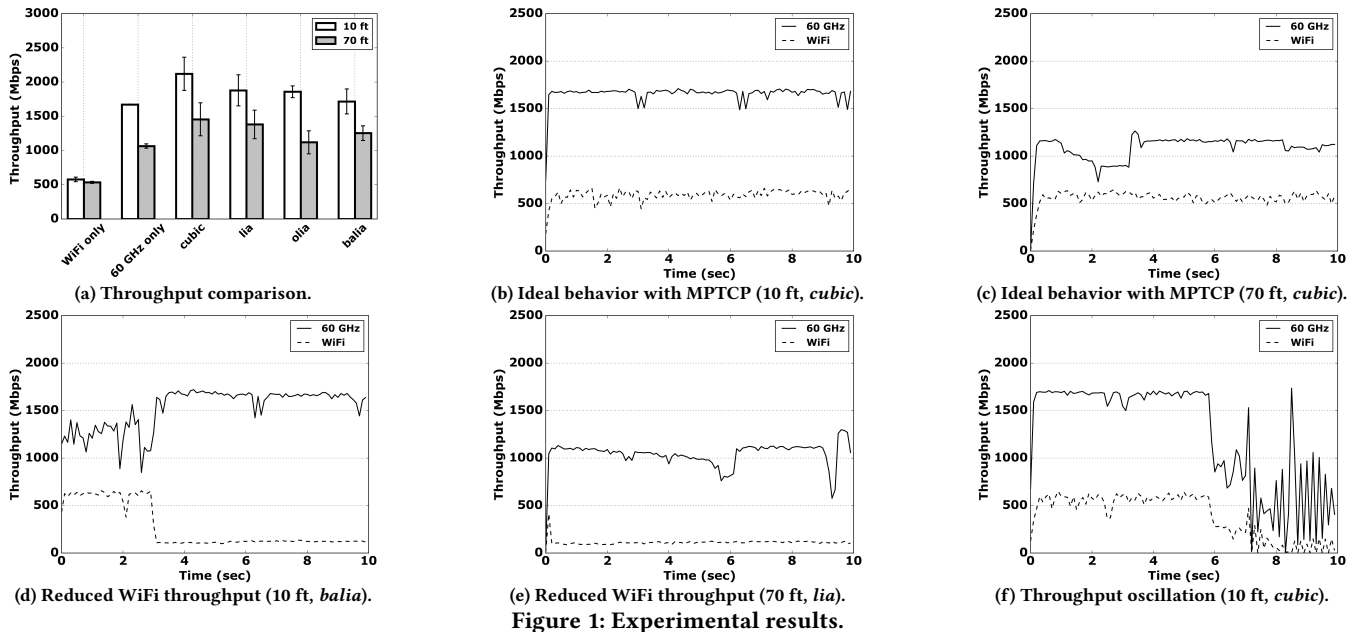 3000
2500
2000
1500
1000
500
0
Throughput (Mbps)
10 ft
70 ft
WiFi only
60 GHz only
cubic
lia
olia
balia
(a) Throughput comparison.
2500
2000
1500
1000
500
0
Throughput (Mbps)
60 GHz
WiFi
0 2 4 6 8 10
Time (sec)
(b) Ideal behavior with MPTCP (10 ft, cubic).
2500
2000
1500
1000
500
0
Throughput (Mbps)
60 GHz
WiFi
0 2 4 6 8 10
Time (sec)
(c) Ideal behavior with MPTCP (70 ft, cubic).
2500
2000
1500
1000
500
0
Throughput (Mbps)
60 GHz
WiFi
0 2 4 6 8 10
Time (sec)
(d) Reduced WiFi throughput (10 ft, balia).
2500
2000
1500
1000
500
0
Throughput (Mbps)
60 GHz
WiFi
0 2 4 6 8 10
Time (sec)
(e) Reduced WiFi throughput (70 ft, lia).
2500
2000
1500
1000
500
0
Throughput (Mbps)
60 GHz
WiFi
0 2 4 6 8 10
Time (sec)
(f) Throughput oscillation (10 ft, cubic).
Figure 1: Experimental results.